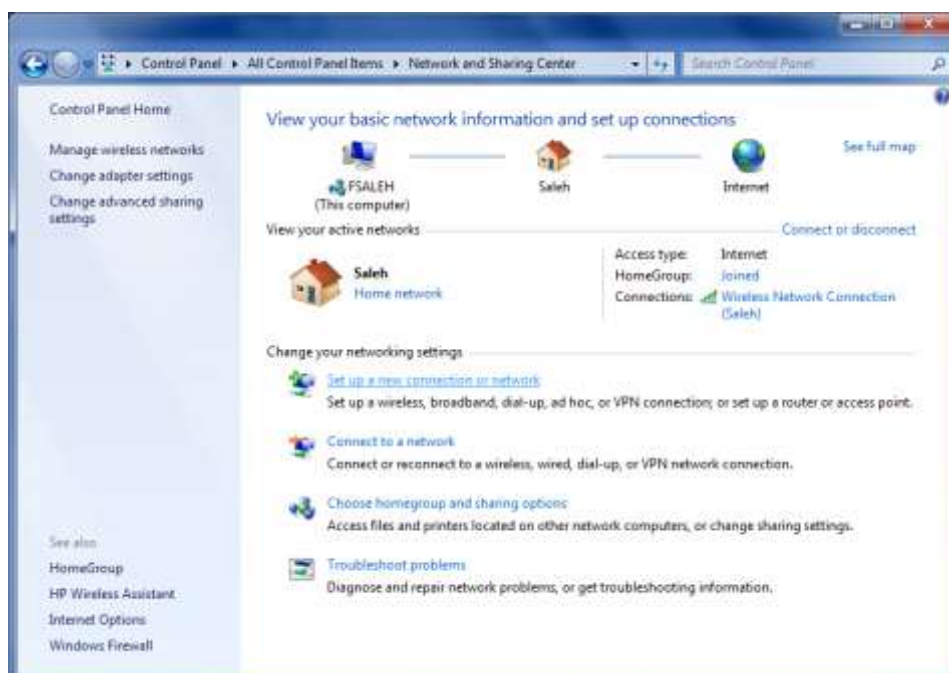 Control Panel ▸ All Control Panel Items ▸ Network and Sharing Center
Search Control Panel
Control Panel Home
Manage wireless networks
Change adapter settings
Change advanced sharing
settings
View your basic network information and set up connections
See full map
FSALEH
(This computer)
Saleh
Internet
View your active networks
Connect or disconnect
Saleh
Home network
Access type: Internet
HomeGroup: Joined
Connections: Wireless Network Connection
(Saleh)
Change your networking settings
Set up a new connection or network
Set up a wireless, broadband, dial-up, ad hoc, or VPN connection; or set up a router or access point.
Connect to a network
Connect or reconnect to a wireless, wired, dial-up, or VPN network connection.
Choose homegroup and sharing options
Access files and printers located on other network computers, or change sharing settings.
Troubleshoot problems
Diagnose and repair network problems, or get troubleshooting information.
See also
HomeGroup
HP Wireless Assistant
Internet Options
Windows Firewall